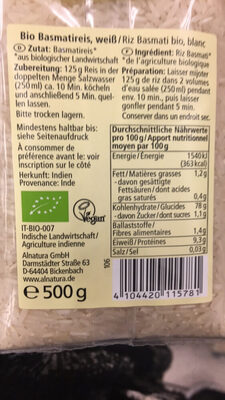 Bio Basmatireis, weiß/Riz Basmati bio, blanc
Zutat: Basmatireis*
*aus biologischer Landwirtschaft
Zubereitung: 125 g Reis in der
doppelten Menge Salzwasser
(250 ml) ca. 10 Min. köcheln
und anschließend 5 Min. quel-
len lassen.
Bitte trocken lagern.
Ingrédient: Riz Basmati*
*de l'agriculture biologique
Préparation: Laisser mijoter
125 g de riz dans 2 volumes
d'eau salée (250 ml) pendant
env. 10 min., puis laisser
gonfler pendant 5 min.
Conserver dans un endroit sec.
Mindestens haltbar bis:
siehe Seitenaufdruck
À consommer de
préférence avant le: voir
inscription sur le côté
Herkunft: Indien
Provenance: Inde
Vegan
IT-BIO-007
Indische Landwirtschaft/
Agriculture indienne
Alnatura GmbH
Darmstädter Straße 63
D-64404 Bickenbach
www.alnatura.de
e 500 g
Durchschnittliche Nährwerte
pro 100 g/Apport nutritionnel
moyen par 100 g
Energie/Énergie 1540 kJ
(363 kcal)
Fett/Matières grasses 1,2 g
- davon gesättigte
Fettsäuren/dont acides
gras saturés 0,4 g
Kohlenhydrate/Glucides 78 g
- davon Zucker/dont sucres 1,1 g
Ballaststoffe/
Fibres alimentaires 1,4 g
Eiweiß/Protéines 9,3 g
Salz/Sel 0,03 g
106
4 104420 115781